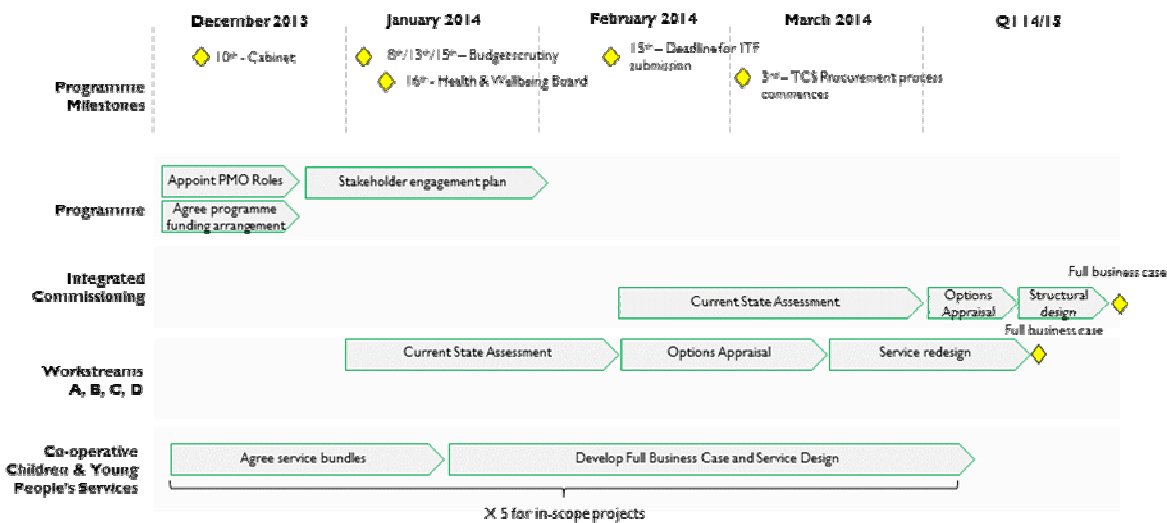 December 2013
January 2014
February 2014
March 2014
Q1 14/15
Programme
Milestones
10th - Cabinet
8th/13th/15th – Budget scrutiny
16th - Health & Wellbeing Board
15th – Deadline for ITF
submission
3rd – TCS Procurement process
commences
Programme
Appoint PMO Roles
Stakeholder engagement plan
Agree programme
funding arrangement
Integrated
Commissioning
Current State Assessment
Options
Appraisal
Structural
design
Full business case
Workstreams
A, B, C, D
Current State Assessment
Options Appraisal
Service redesign
Full business case
Co-operative
Children & Young
People's Services
Agree service bundles
Develop Full Business Case and Service Design
X 5 for in-scope projects